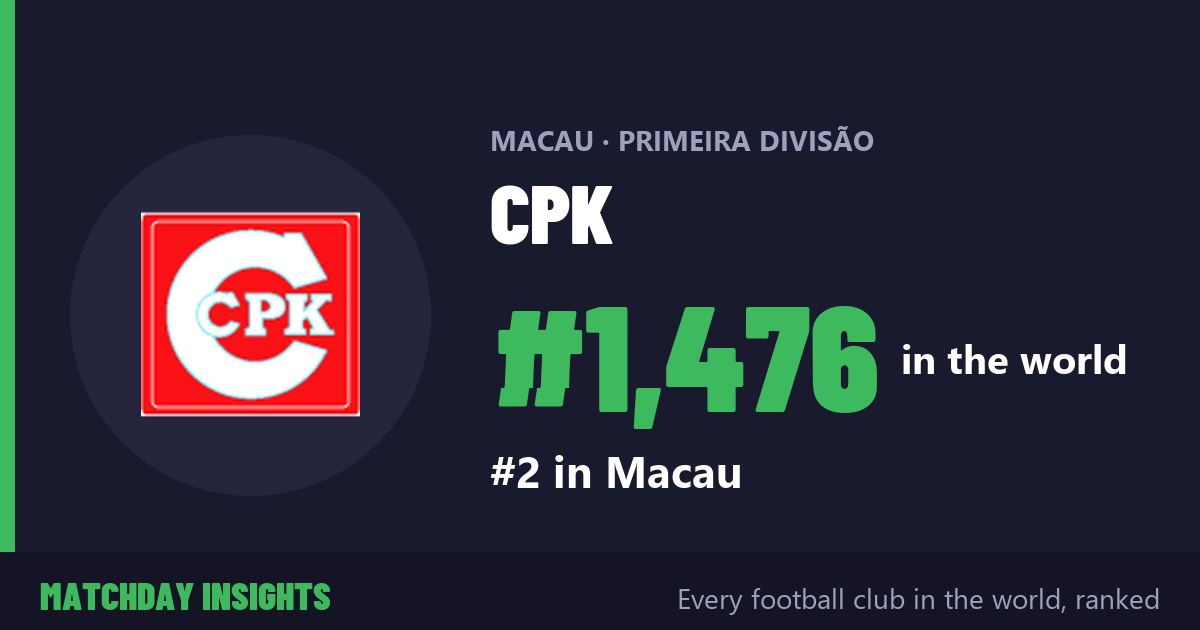 MACAU · PRIMEIRA DIVISÃO
CPK
CPK
#1,476 in the world
#2 in Macau
MATCHDAY INSIGHTS
Every football club in the world, ranked